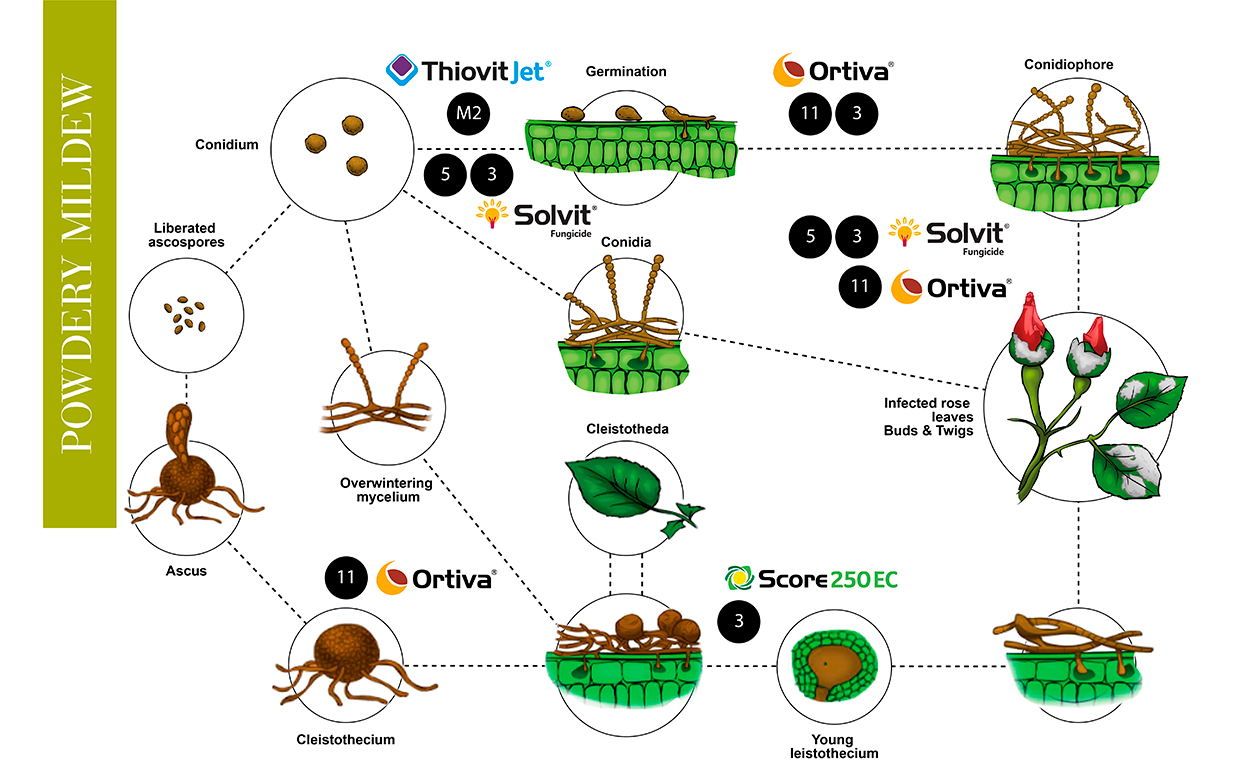 POWDERY MILDEW
ThiovitJet®
M2
Germination
Ortiva®
11 3
Conidiophore
Conidium
5 3
Solvit®
Fungicide
Liberated
ascospores
Conidia
5 3
Solvit®
Fungicide
11
Ortiva®
Infected rose
leaves
Buds & Twigs
Cleistotheda
Overwintering
mycelium
Ascus
11
Ortiva®
Score 250 EC
3
Cleistothecium
Young
leistothecium